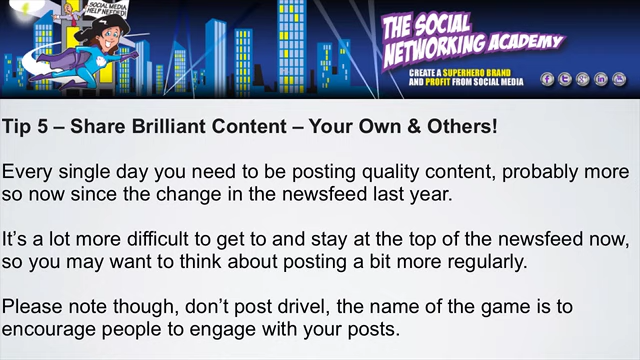 SOCIAL MEDIA
HELP NEEDED!
THE SOCIAL
NETWORKING ACADEMY
CREATE A SUPERHERO BRAND
AND PROFIT FROM SOCIAL MEDIA
Tip 5 – Share Brilliant Content – Your Own & Others!
Every single day you need to be posting quality content, probably more
so now since the change in the newsfeed last year.
It’s a lot more difficult to get to and stay at the top of the newsfeed now,
so you may want to think about posting a bit more regularly.
Please note though, don’t post drivel, the name of the game is to
encourage people to engage with your posts.